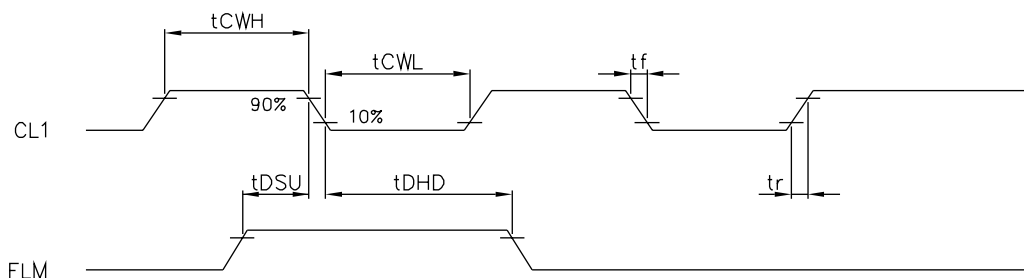 tCWH
tCWL
tf
90%
10%
CL1
tDSU
tDHD
tr
FLM